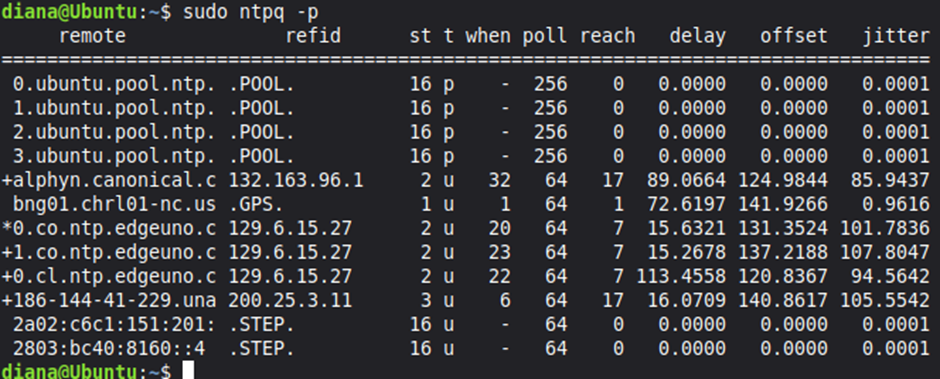 diana@Ubuntu:~$ sudo ntpq -p
     remote           refid      st t when poll reach   delay   offset  jitter
==============================================================================
 0.ubuntu.pool.ntp. .POOL.          16 p    -  256    0   0.0000   0.0000   0.0001
 1.ubuntu.pool.ntp. .POOL.          16 p    -  256    0   0.0000   0.0000   0.0001
 2.ubuntu.pool.ntp. .POOL.          16 p    -  256    0   0.0000   0.0000   0.0001
 3.ubuntu.pool.ntp. .POOL.          16 p    -  256    0   0.0000   0.0000   0.0001
+alphyn.canonical.c 132.163.96.1     2 u   32   64   17  89.0664 124.9844  85.9437
 bng01.chrl01-nc.us .GPS.            1 u    1   64    1  72.6197 141.9266   0.9616
*0.co.ntp.edgeuno.c 129.6.15.27      2 u   20   64    7  15.6321 131.3524 101.7836
+1.co.ntp.edgeuno.c 129.6.15.27      2 u   23   64    7  15.2678 137.2188 107.8047
+0.cl.ntp.edgeuno.c 129.6.15.27      2 u   22   64    7 113.4558 120.8367  94.5642
+186-144-41-229.una 200.25.3.11      3 u    6   64   17  16.0709 140.8617 105.5542
 2a02:c6c1:151:201: .STEP.          16 u    -   64    0   0.0000   0.0000   0.0001
 2803:bc40:8160::4  .STEP.          16 u    -   64    0   0.0000   0.0000   0.0001
diana@Ubuntu:~$